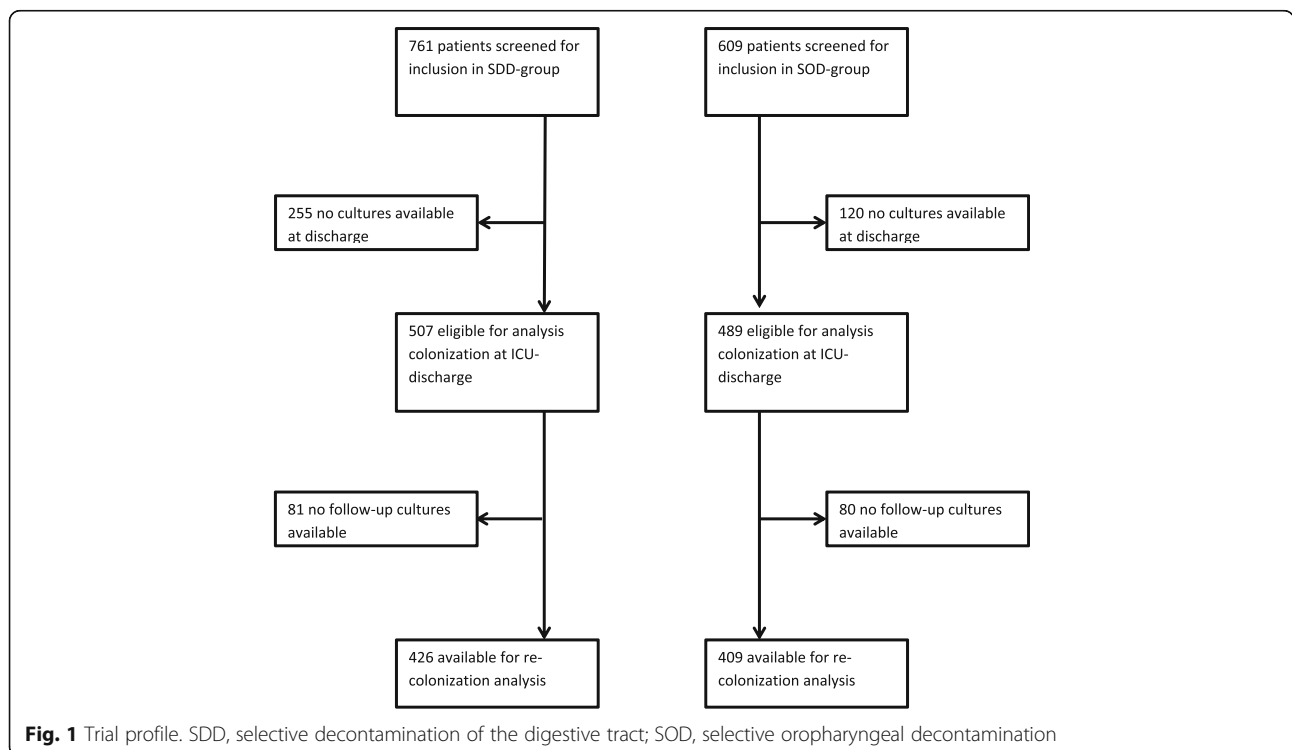 761 patients screened for
inclusion in SDD-group
609 patients screened for
inclusion in SOD-group
255 no cultures available
at discharge
120 no cultures available
at discharge
507 eligible for analysis
colonization at ICU-
discharge
489 eligible for analysis
colonization at ICU-
discharge
81 no follow-up cultures
available
80 no follow-up cultures
available
426 available for re-
colonization analysis
409 available for re-
colonization analysis
Fig. 1 Trial profile. SDD, selective decontamination of the digestive tract; SOD, selective oropharyngeal decontamination